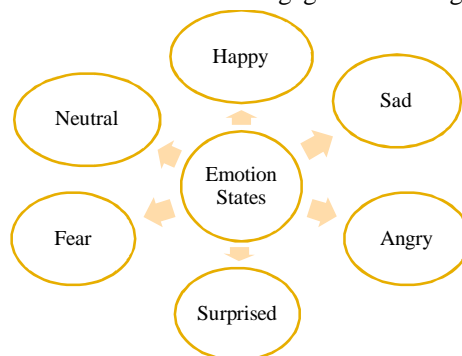 Happy
Sad
Neutral
Emotion
States
Fear
Angry
Surprised